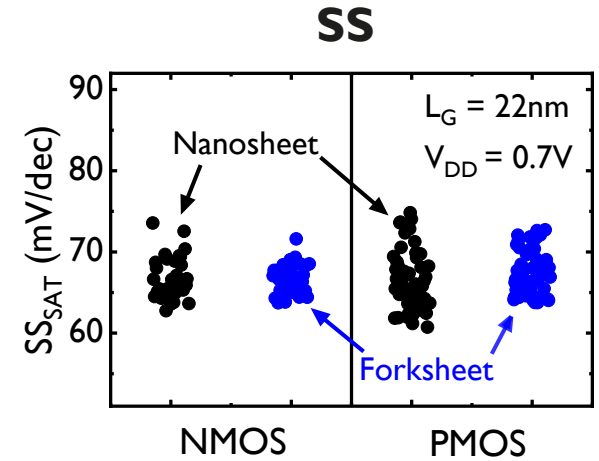 SS
SS_SAT (mV/dec)
90
80
70
60
L_G = 22nm
V_DD = 0.7V
Nanosheet
Forksheet
NMOS
PMOS